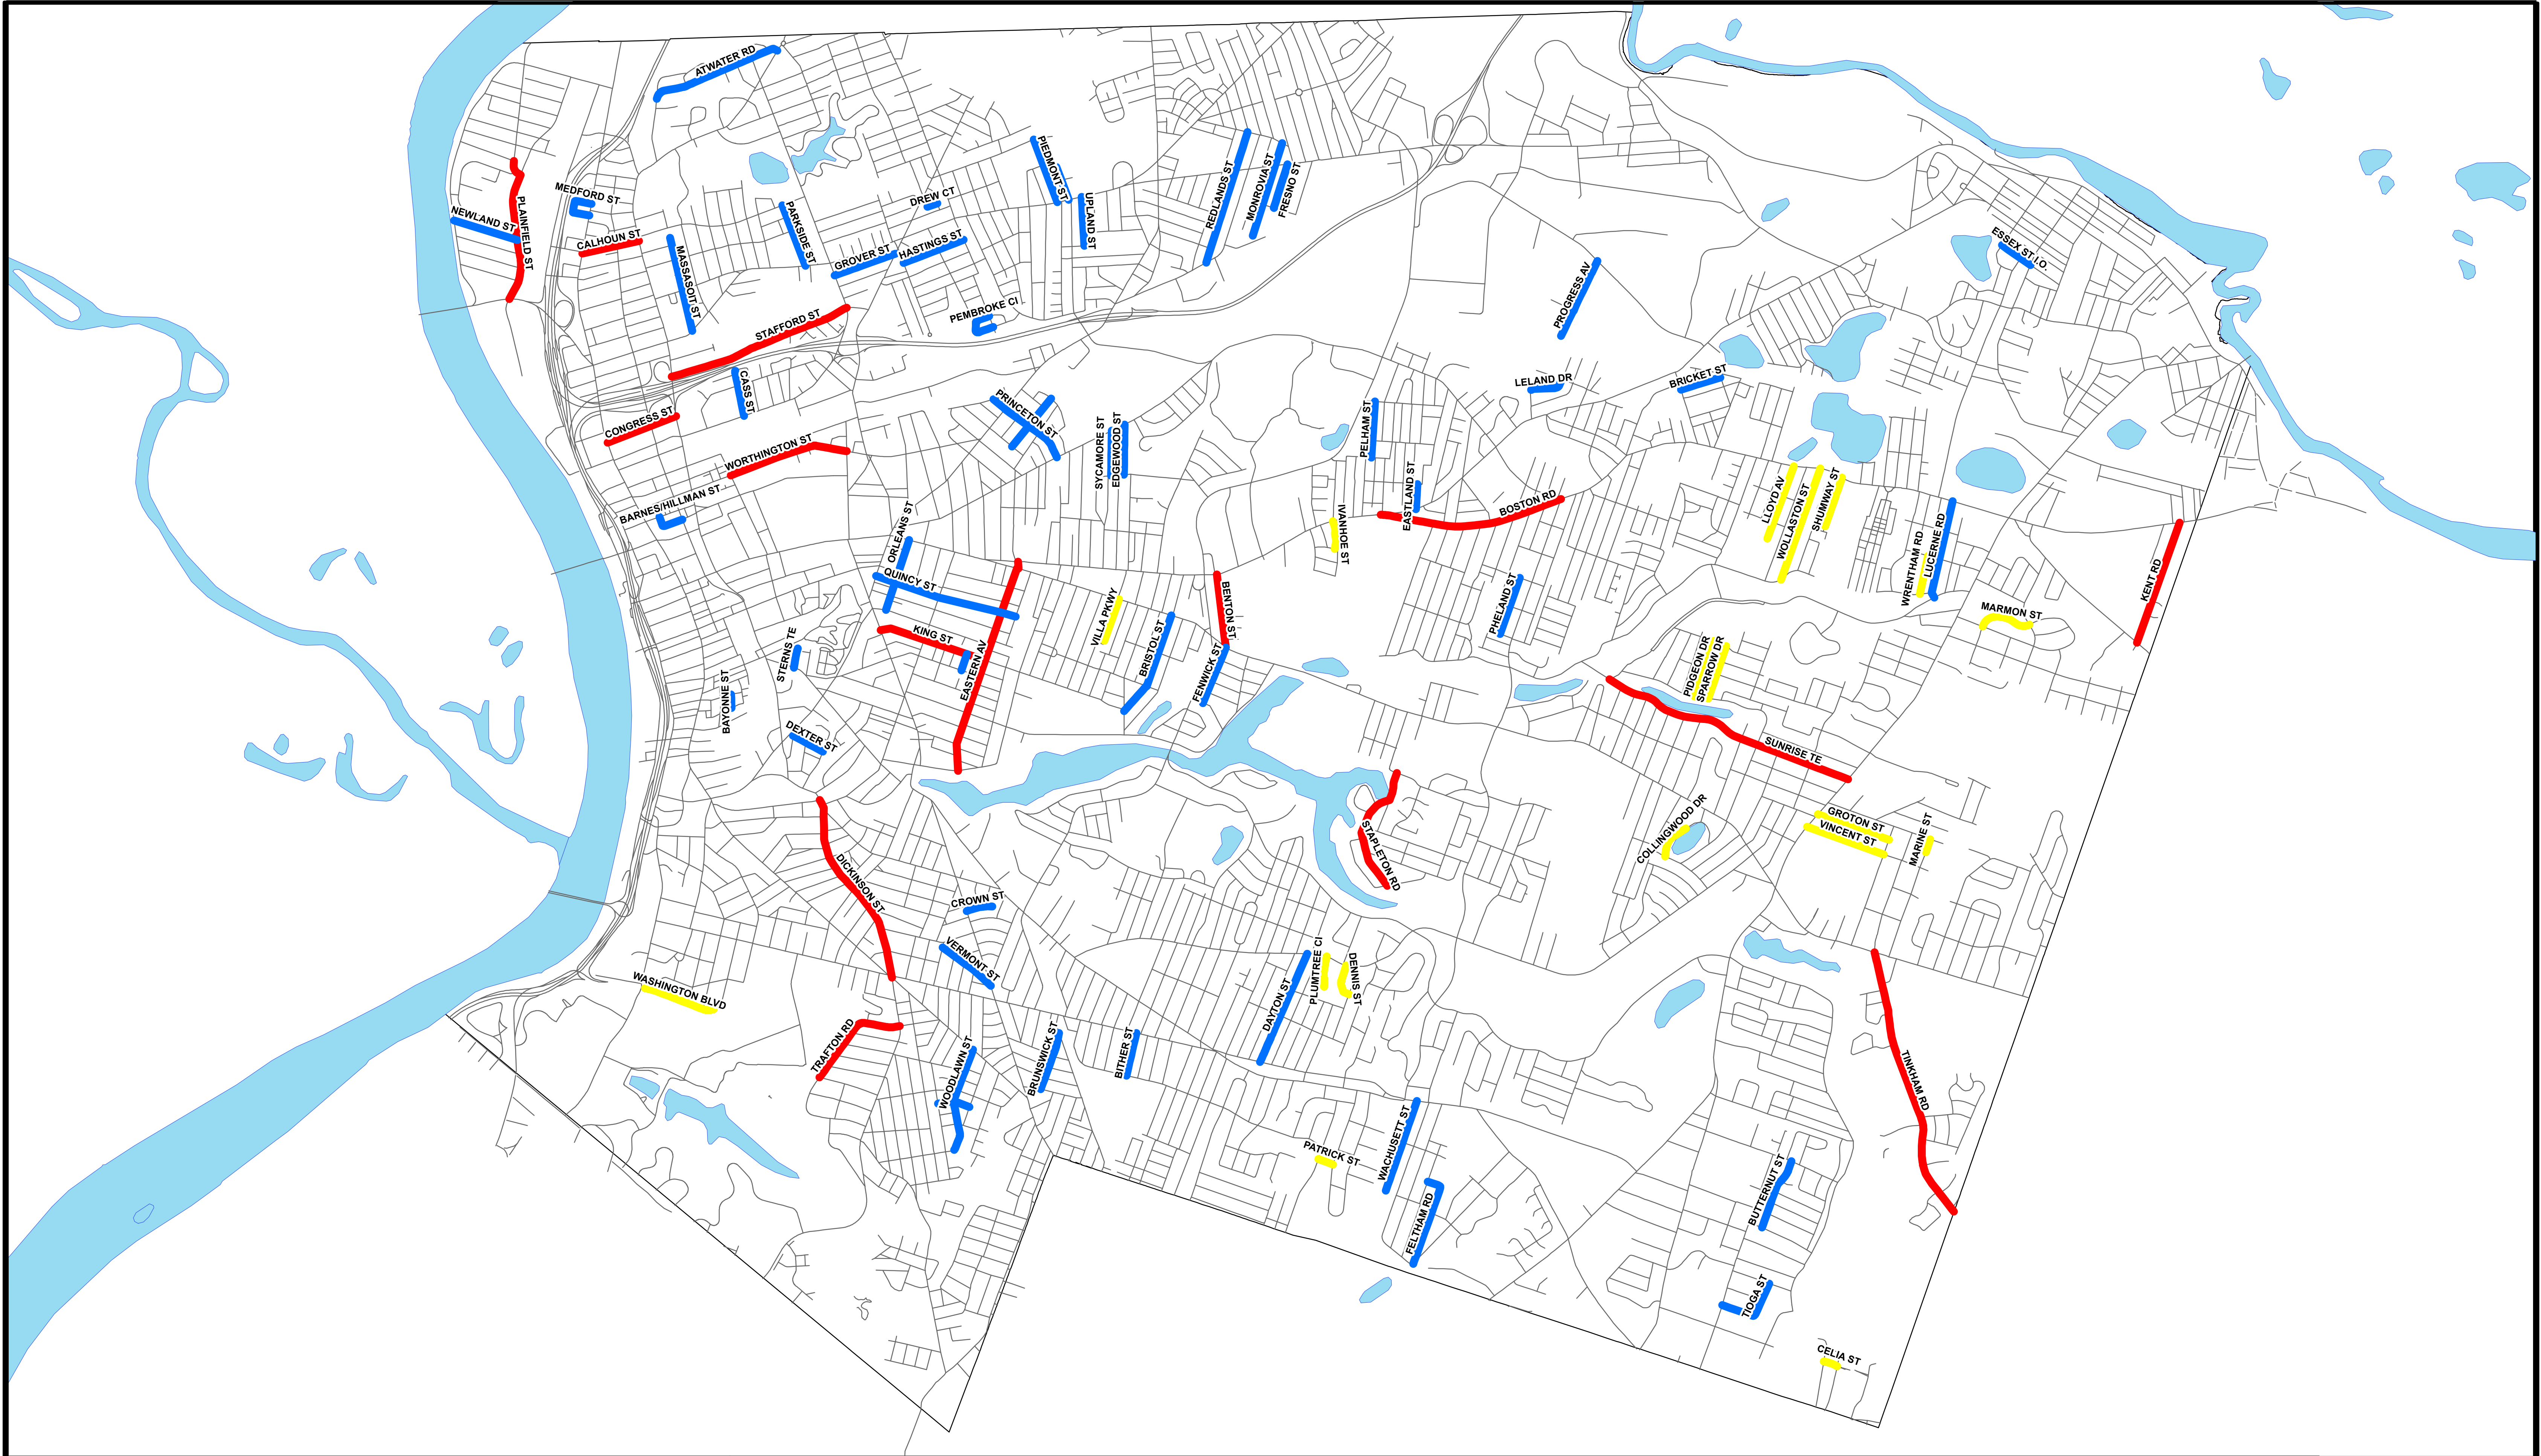 ATWATER RD
PIEDMONT ST
MEDFORD ST
DREW CT
UPLAND ST
REDLANDS ST
MONROVIA ST
FRESNO ST
NEWLAND ST
PLAINFIELD ST
CALHOUN ST
MASSASOIT ST
PARKSIDE ST
GROVER ST
HASTINGS ST
ESSEX ST I.O.
PROGRESS AV
PEMBROKE CI
STAFFORD ST
CASS ST
LELAND DR
BRICKET ST
PRINCETON ST
CONGRESS ST
WORTHINGTON ST
SYCAMORE ST
EDGEWOOD ST
PELHAM ST
EASTLAND ST
BOSTON RD
BARNES/HILLMAN ST
IVANHOE ST
LLOYD AV
WOLLASTON ST
SHUMWAY ST
ORLEANS ST
QUINCY ST
WRENTHAM RD
LUCERNE RD
KENT RD
KING ST
EASTERN AV
VILLA PKWY
BRISTOL ST
BENTON ST
FENWICK ST
PHELAND ST
MARMON ST
STERNS TE
BAYONNE ST
DEXTER ST
PIDGEON DR
SPARROW DR
SUNRISE TE
STAPLETON RD
COLLINGWOOD DR
GROTON ST
VINCENT ST
MARINE ST
DICKINSON ST
CROWN ST
VERMONT ST
WASHINGTON BLVD
DAYTON ST
PLUMTREE CI
DENNIS ST
TRAFTON RD
WOODLAWN ST
BRUNSWICK ST
BITHER ST
TINKHAM RD
PATRICK ST
WACHUSETT ST
FELTHAM RD
BUTTERNUT ST
TIOGA ST
CELIA ST